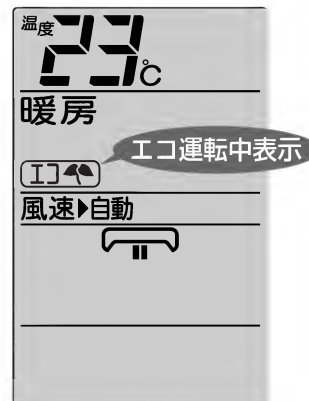 温度
23℃
暖房
エコ運転中表示
エコ
風速▶自動